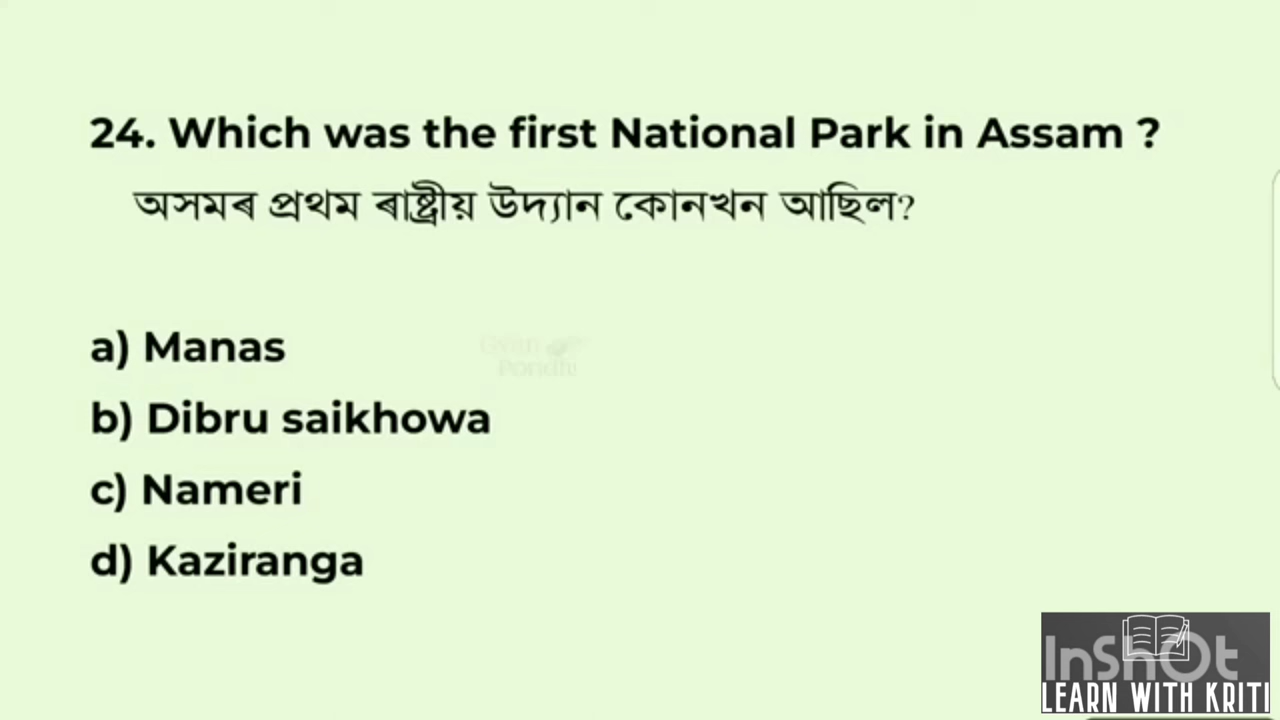 24. Which was the first National Park in Assam ?
অসমৰ প্ৰথম ৰাষ্ট্ৰীয় উদ্যান কোনখন আছিল?
a) Manas
b) Dibru saikhowa
c) Nameri
d) Kaziranga
InShOt
LEARN WITH KRITI